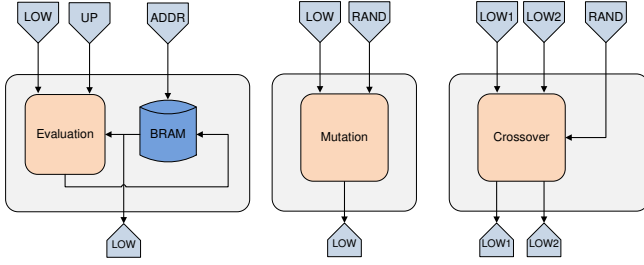 LOW UP ADDR LOW RAND LOW1 LOW2 RAND
Evaluation BRAM Mutation Crossover
LOW LOW LOW1 LOW2